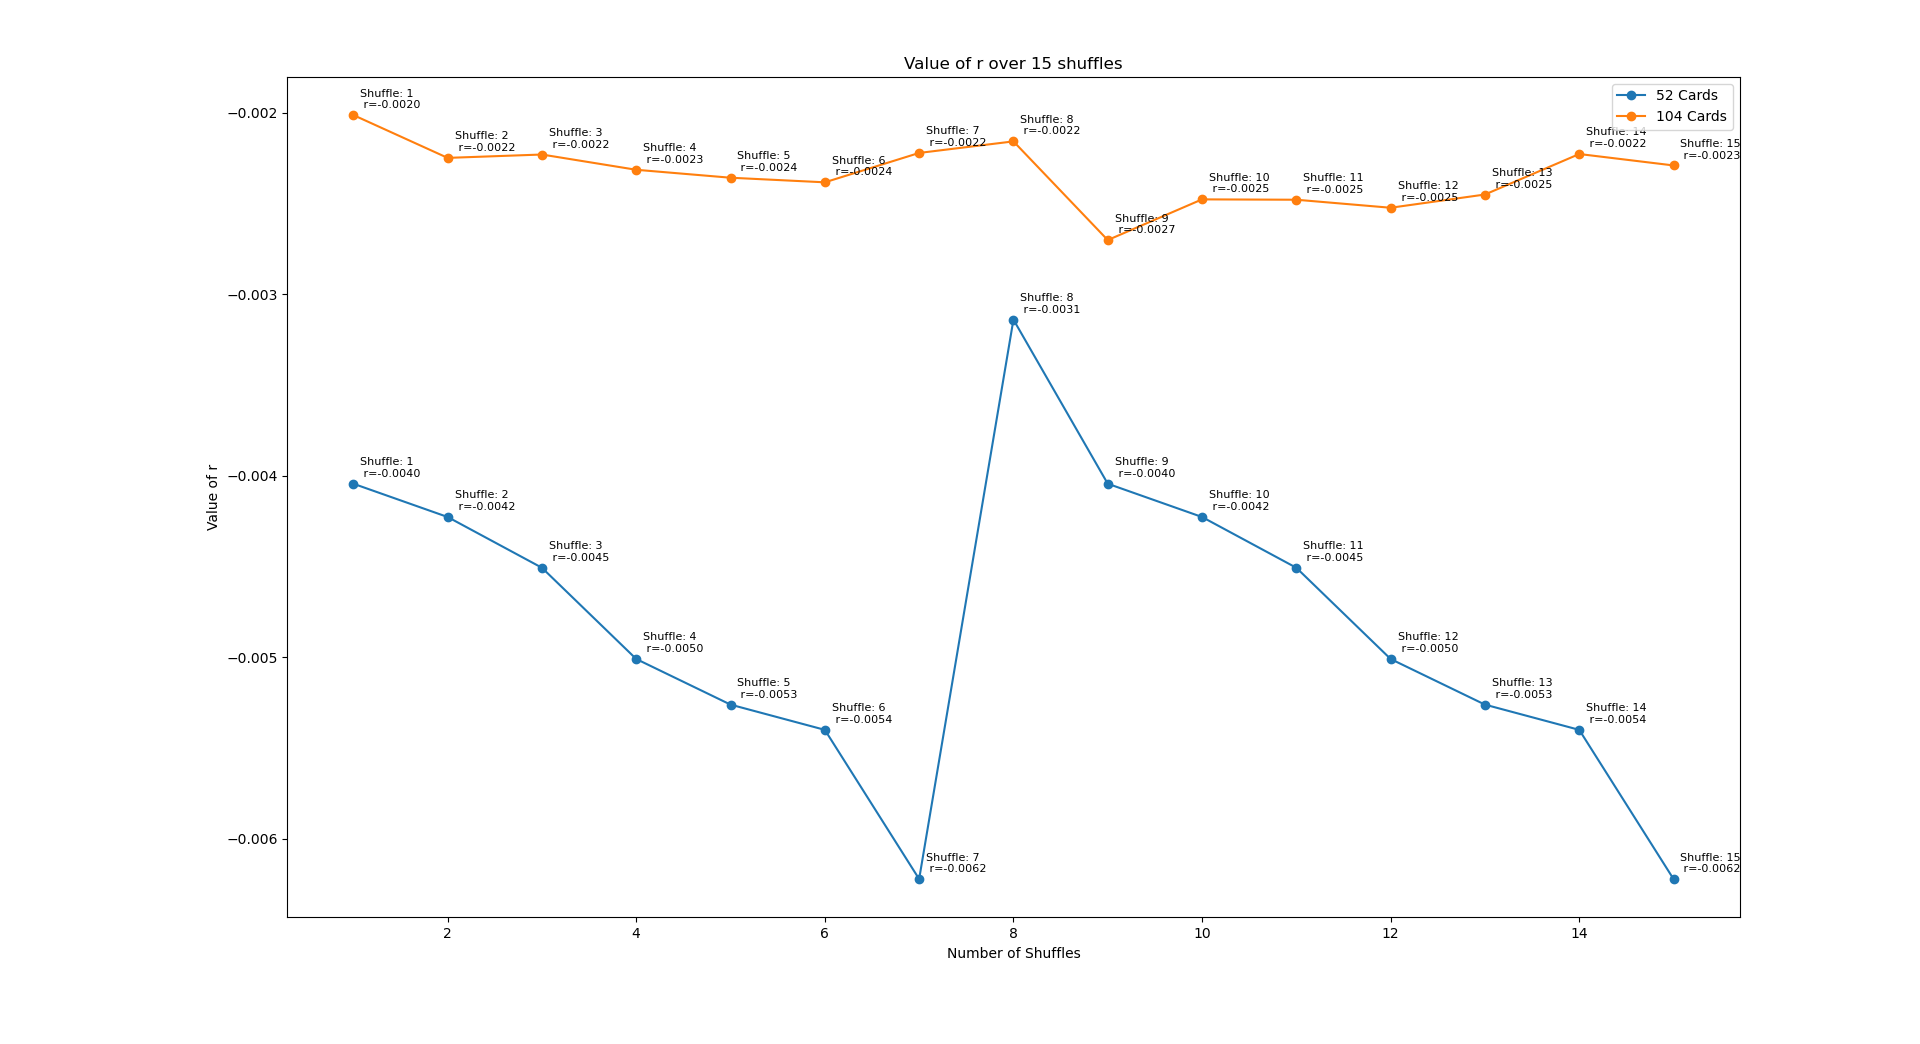 Value of r over 15 shuffles
52 Cards
104 Cards
Value of r
−0.002
−0.003
−0.004
−0.005
−0.006
Shuffle: 1
r=-0.0020
Shuffle: 2
r=-0.0022
Shuffle: 3
r=-0.0022
Shuffle: 4
r=-0.0023
Shuffle: 5
r=-0.0024
Shuffle: 6
r=-0.0024
Shuffle: 7
r=-0.0022
Shuffle: 8
r=-0.0022
Shuffle: 9
r=-0.0027
Shuffle: 10
r=-0.0025
Shuffle: 11
r=-0.0025
Shuffle: 12
r=-0.0025
Shuffle: 13
r=-0.0025
Shuffle: 14
r=-0.0022
Shuffle: 15
r=-0.0023
Shuffle: 1
r=-0.0040
Shuffle: 2
r=-0.0042
Shuffle: 3
r=-0.0045
Shuffle: 4
r=-0.0050
Shuffle: 5
r=-0.0053
Shuffle: 6
r=-0.0054
Shuffle: 7
r=-0.0062
Shuffle: 8
r=-0.0031
Shuffle: 9
r=-0.0040
Shuffle: 10
r=-0.0042
Shuffle: 11
r=-0.0045
Shuffle: 12
r=-0.0050
Shuffle: 13
r=-0.0053
Shuffle: 14
r=-0.0054
Shuffle: 15
r=-0.0062
2
4
6
8
10
12
14
Number of Shuffles